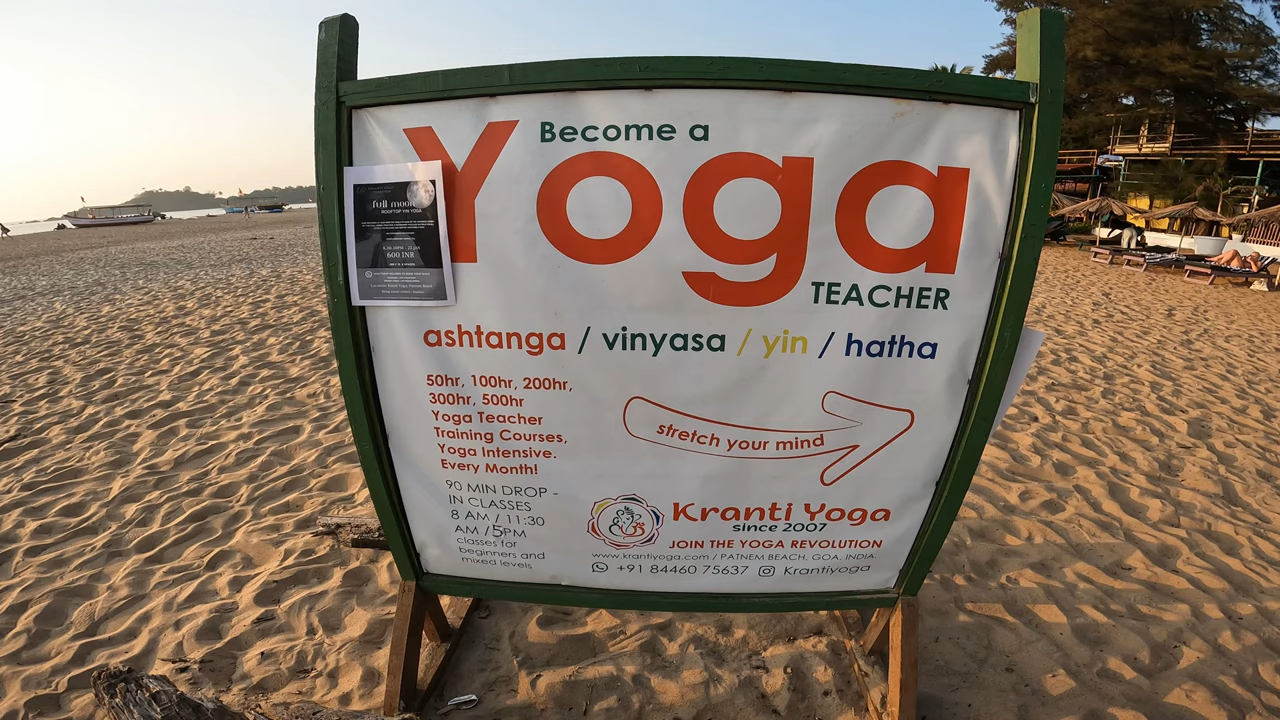 Become a
Yoga
TEACHER
full moon
ROOFTOP YIN YOGA
600 INR
ashtanga / vinyasa / yin / hatha
50hr, 100hr, 200hr,
300hr, 500hr
Yoga Teacher
Training Courses,
Yoga Intensive.
Every Month!
90 MIN DROP -
IN CLASSES
8 AM / 11:30
AM /5PM
classes for
beginners and
mixed levels
stretch your mind
Kranti Yoga
since 2007
JOIN THE YOGA REVOLUTION
www.krantiyoga.com / PATNEM BEACH, GOA, INDIA.
+91 84460 75637 Krantiyoga